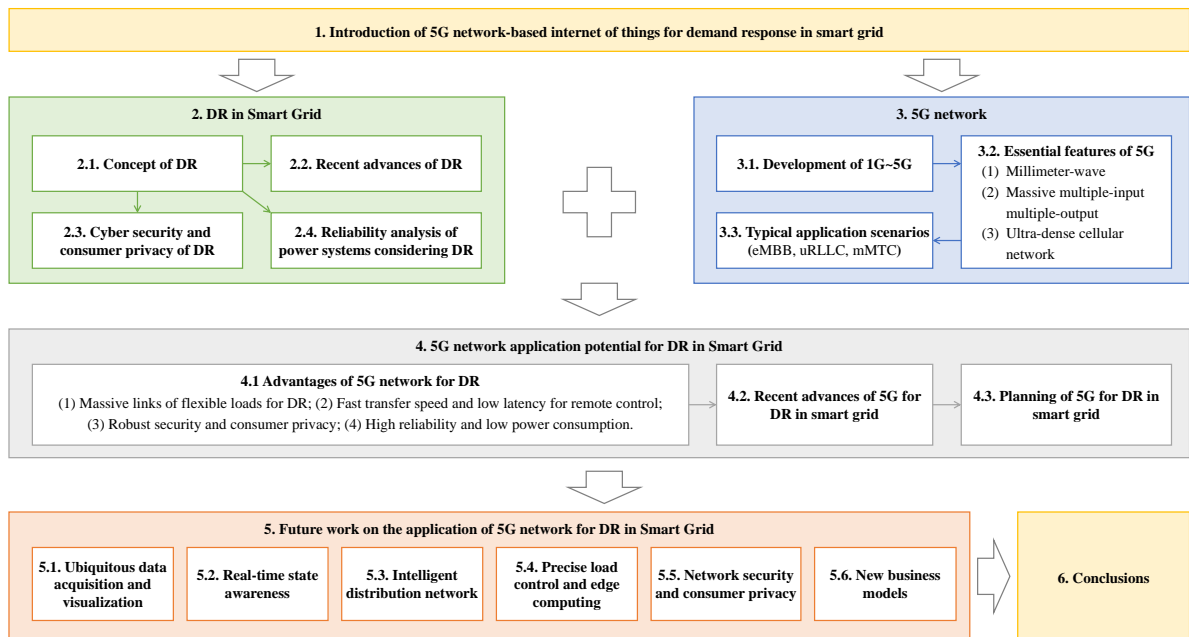 1. Introduction of 5G network-based internet of things for demand response in smart grid
2. DR in Smart Grid
2.1. Concept of DR
2.2. Recent advances of DR
2.3. Cyber security and
consumer privacy of DR
2.4. Reliability analysis of
power systems considering DR
3. 5G network
3.1. Development of 1G~5G
3.2. Essential features of 5G
(1) Millimeter-wave
(2) Massive multiple-input
multiple-output
(3) Ultra-dense cellular
network
3.3. Typical application scenarios
(eMBB, uRLLC, mMTC)
4. 5G network application potential for DR in Smart Grid
4.1 Advantages of 5G network for DR
(1) Massive links of flexible loads for DR; (2) Fast transfer speed and low latency for remote control;
(3) Robust security and consumer privacy; (4) High reliability and low power consumption.
4.2. Recent advances of 5G for
DR in smart grid
4.3. Planning of 5G for DR in
smart grid
5. Future work on the application of 5G network for DR in Smart Grid
5.1. Ubiquitous data
acquisition and
visualization
5.2. Real-time state
awareness
5.3. Intelligent
distribution network
5.4. Precise load
control and edge
computing
5.5. Network security
and consumer privacy
5.6. New business
models
6. Conclusions